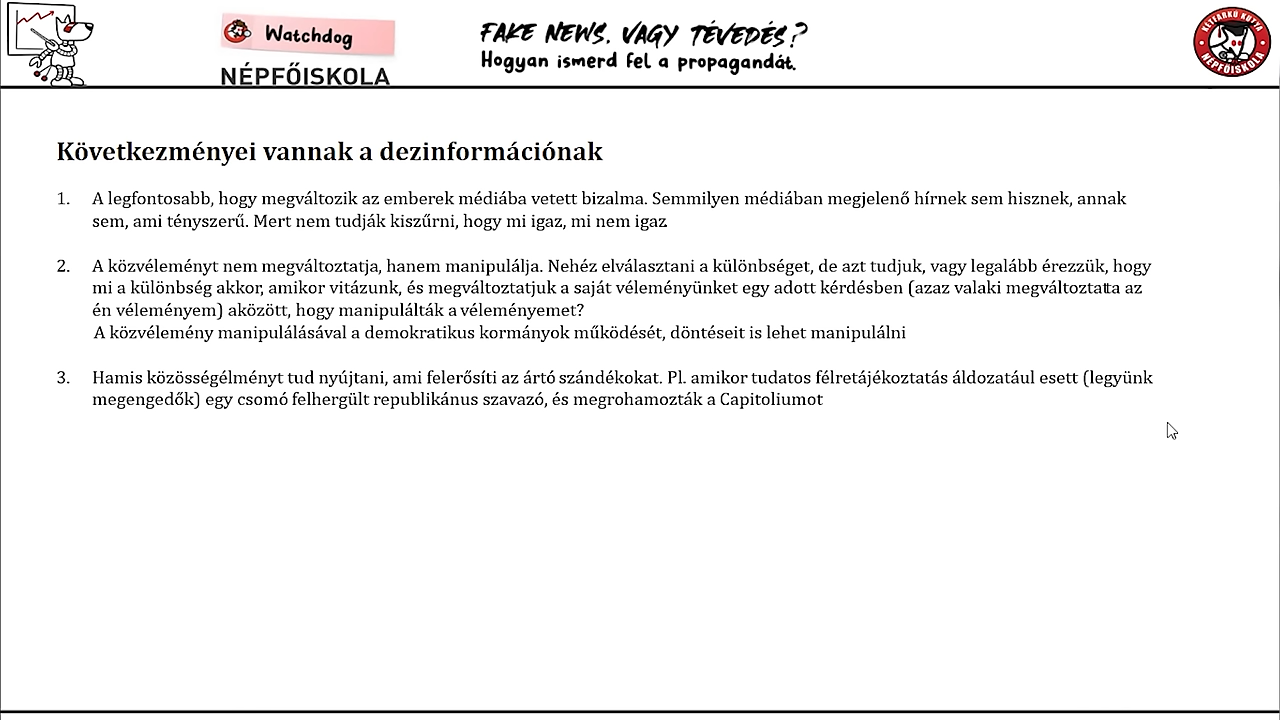 Watchdog
NÉPFŐISKOLA
FAKE NEWS, VAGY TÉVEDÉS?
Hogyan ismerd fel a propagandát.
KÉTFARKÚ KUTYA
NÉPFŐISKOLA
Következményei vannak a dezinformációnak
1. A legfontosabb, hogy megváltozik az emberek médiába vetett bizalma. Semmilyen médiában megjelenő hírnek sem hisznek, annak
sem, ami tényszerű. Mert nem tudják kiszűrni, hogy mi igaz, mi nem igaz.
2. A közvéleményt nem megváltoztatja, hanem manipulálja. Nehéz elválasztani a különbséget, de azt tudjuk, vagy legalább érezzük, hogy
mi a különbség akkor, amikor vitázunk, és megváltoztatjuk a saját véleményünket egy adott kérdésben (azaz valaki megváltoztatta az
én véleményem) aközött, hogy manipulálták a véleményemet?
A közvélemény manipulálásával a demokratikus kormányok működését, döntéseit is lehet manipulálni
3. Hamis közösségélményt tud nyújtani, ami felerősíti az ártó szándékokat. Pl. amikor tudatos félretájékoztatás áldozatául esett (legyünk
megengedők) egy csomó felhergült republikánus szavazó, és megrohamozták a Capitoliumot